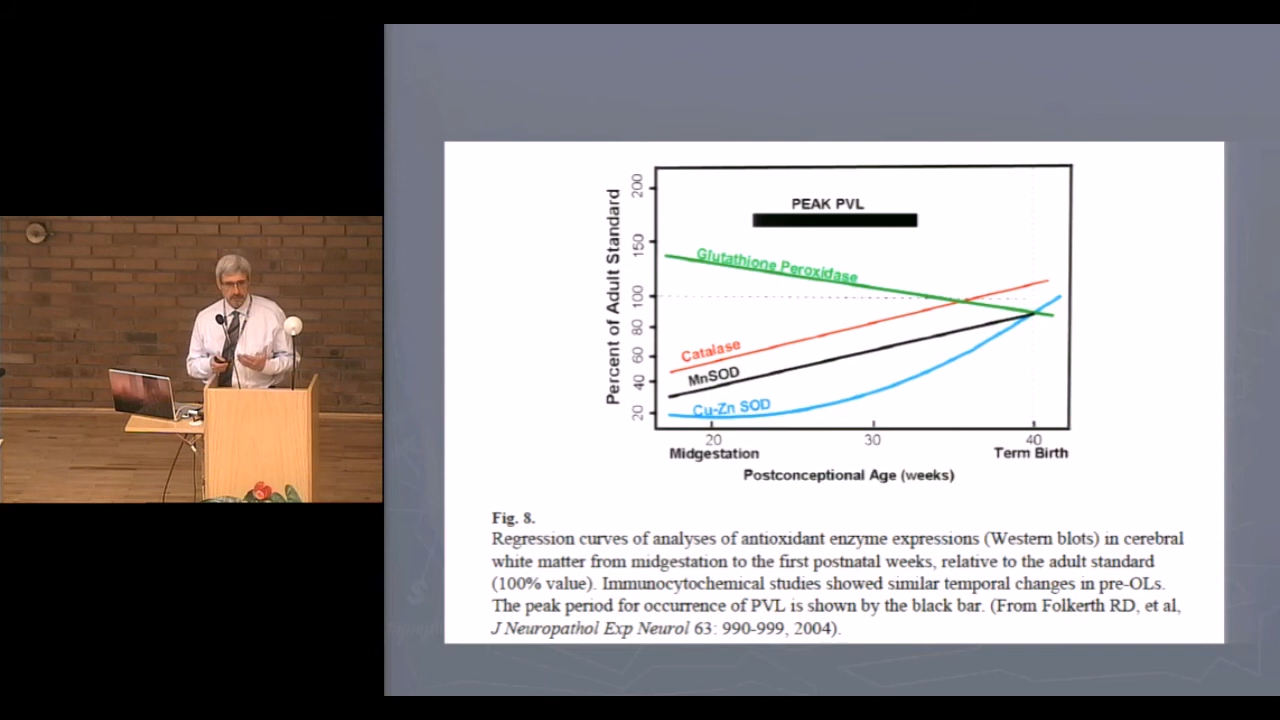 PEAK PVL
Glutathione Peroxidase
Catalase
MnSOD
Cu-Zn SOD
Percent of Adult Standard
200
150
100
80
60
40
20
20
30
40
Midgestation
Term Birth
Postconceptional Age (weeks)
Fig. 8.
Regression curves of analyses of antioxidant enzyme expressions (Western blots) in cerebral
white matter from midgestation to the first postnatal weeks, relative to the adult standard
(100% value). Immunocytochemical studies showed similar temporal changes in pre-OLs.
The peak period for occurrence of PVL is shown by the black bar. (From Folkerth RD, et al,
J Neuropathol Exp Neurol 63: 990-999, 2004).